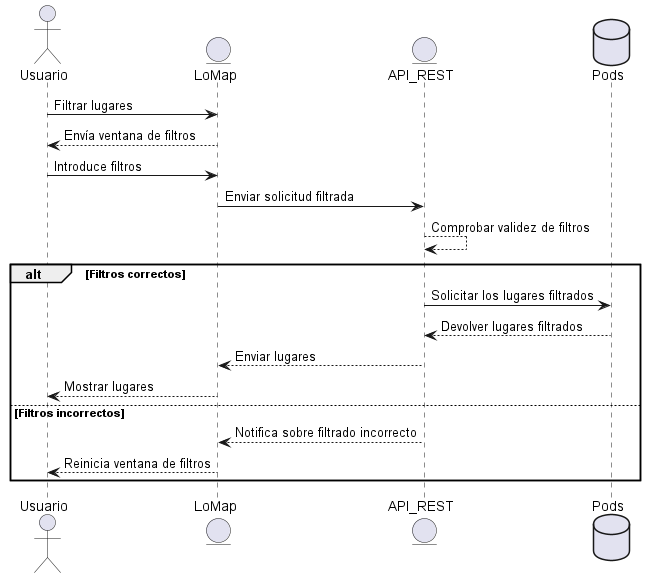 Usuario
LoMap
API_REST
Pods
Filtrar lugares
Envía ventana de filtros
Introduce filtros
Enviar solicitud filtrada
Comprobar validez de filtros
alt [Filtros correctos]
Solicitar los lugares filtrados
Devolver lugares filtrados
Enviar lugares
Mostrar lugares
[Filtros incorrectos]
Notifica sobre filtrado incorrecto
Reinicia ventana de filtros
Usuario
LoMap
API_REST
Pods